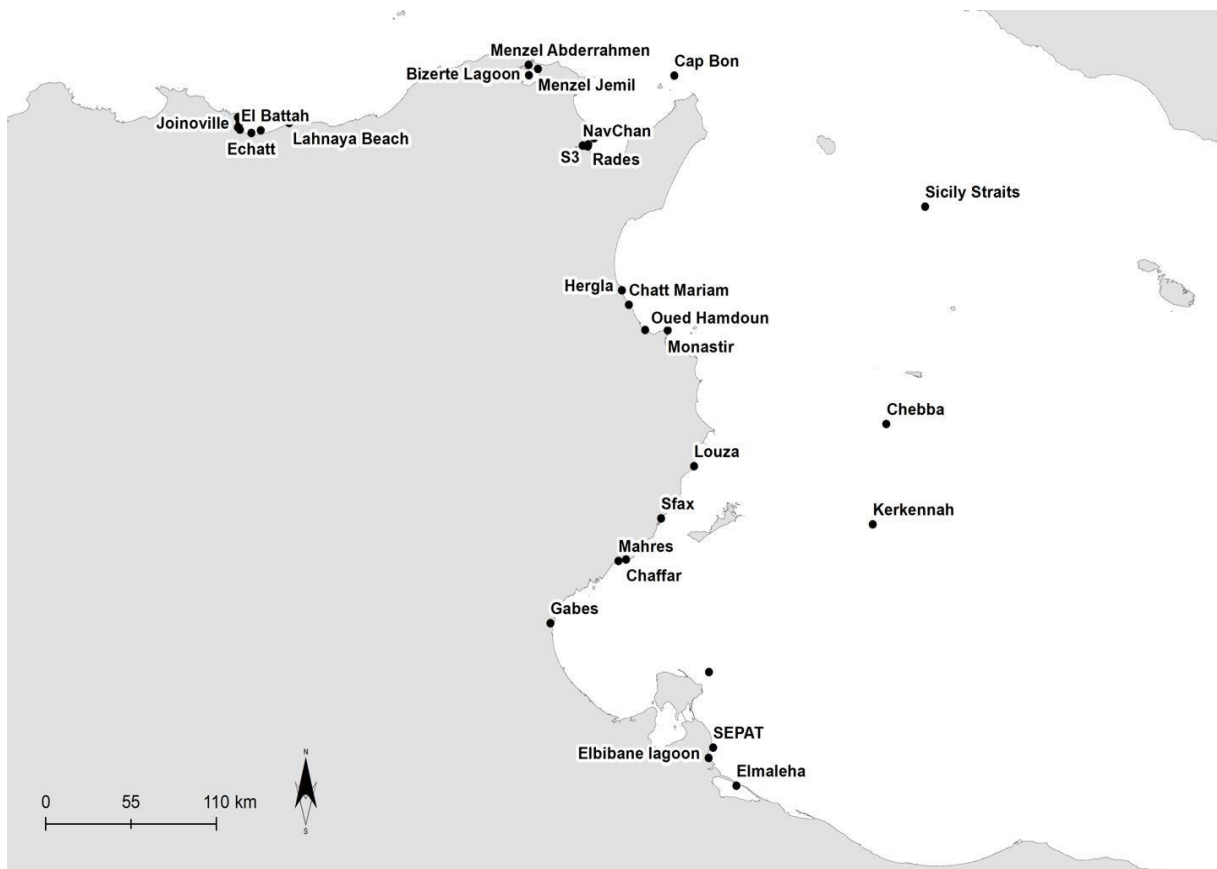 Menzel Abderrahmen
Cap Bon
Bizerte Lagoon
Menzel Jemil
El Battah
Joinoville
NavChan
Lahnaya Beach
Echatt
S3
Rades
Sicily Straits
Hergla
Chatt Mariam
Oued Hamdoun
Monastir
Chebba
Louza
Sfax
Kerkennah
Mahres
Chaffar
Gabes
SEPAT
Elbibane lagoon
Elmaleha
N
0 55 110 km
S